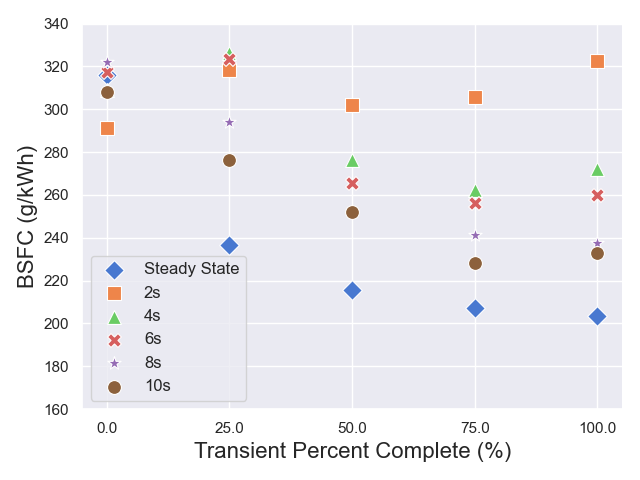 340
320
300
280
260
240
220
200
180
160
BSFC (g/kWh)
Steady State
2s
4s
6s
8s
10s
0.0 25.0 50.0 75.0 100.0
Transient Percent Complete (%)